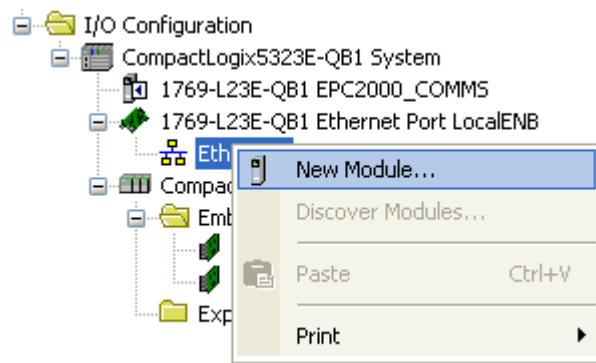 I/O Configuration
CompactLogix5323E-QB1 System
1769-L23E-QB1 EPC2000_COMMS
1769-L23E-QB1 Ethernet Port LocalENB
Eth
New Module...
Compac
Discover Modules...
Emb
Paste Ctrl+V
Exp
Print